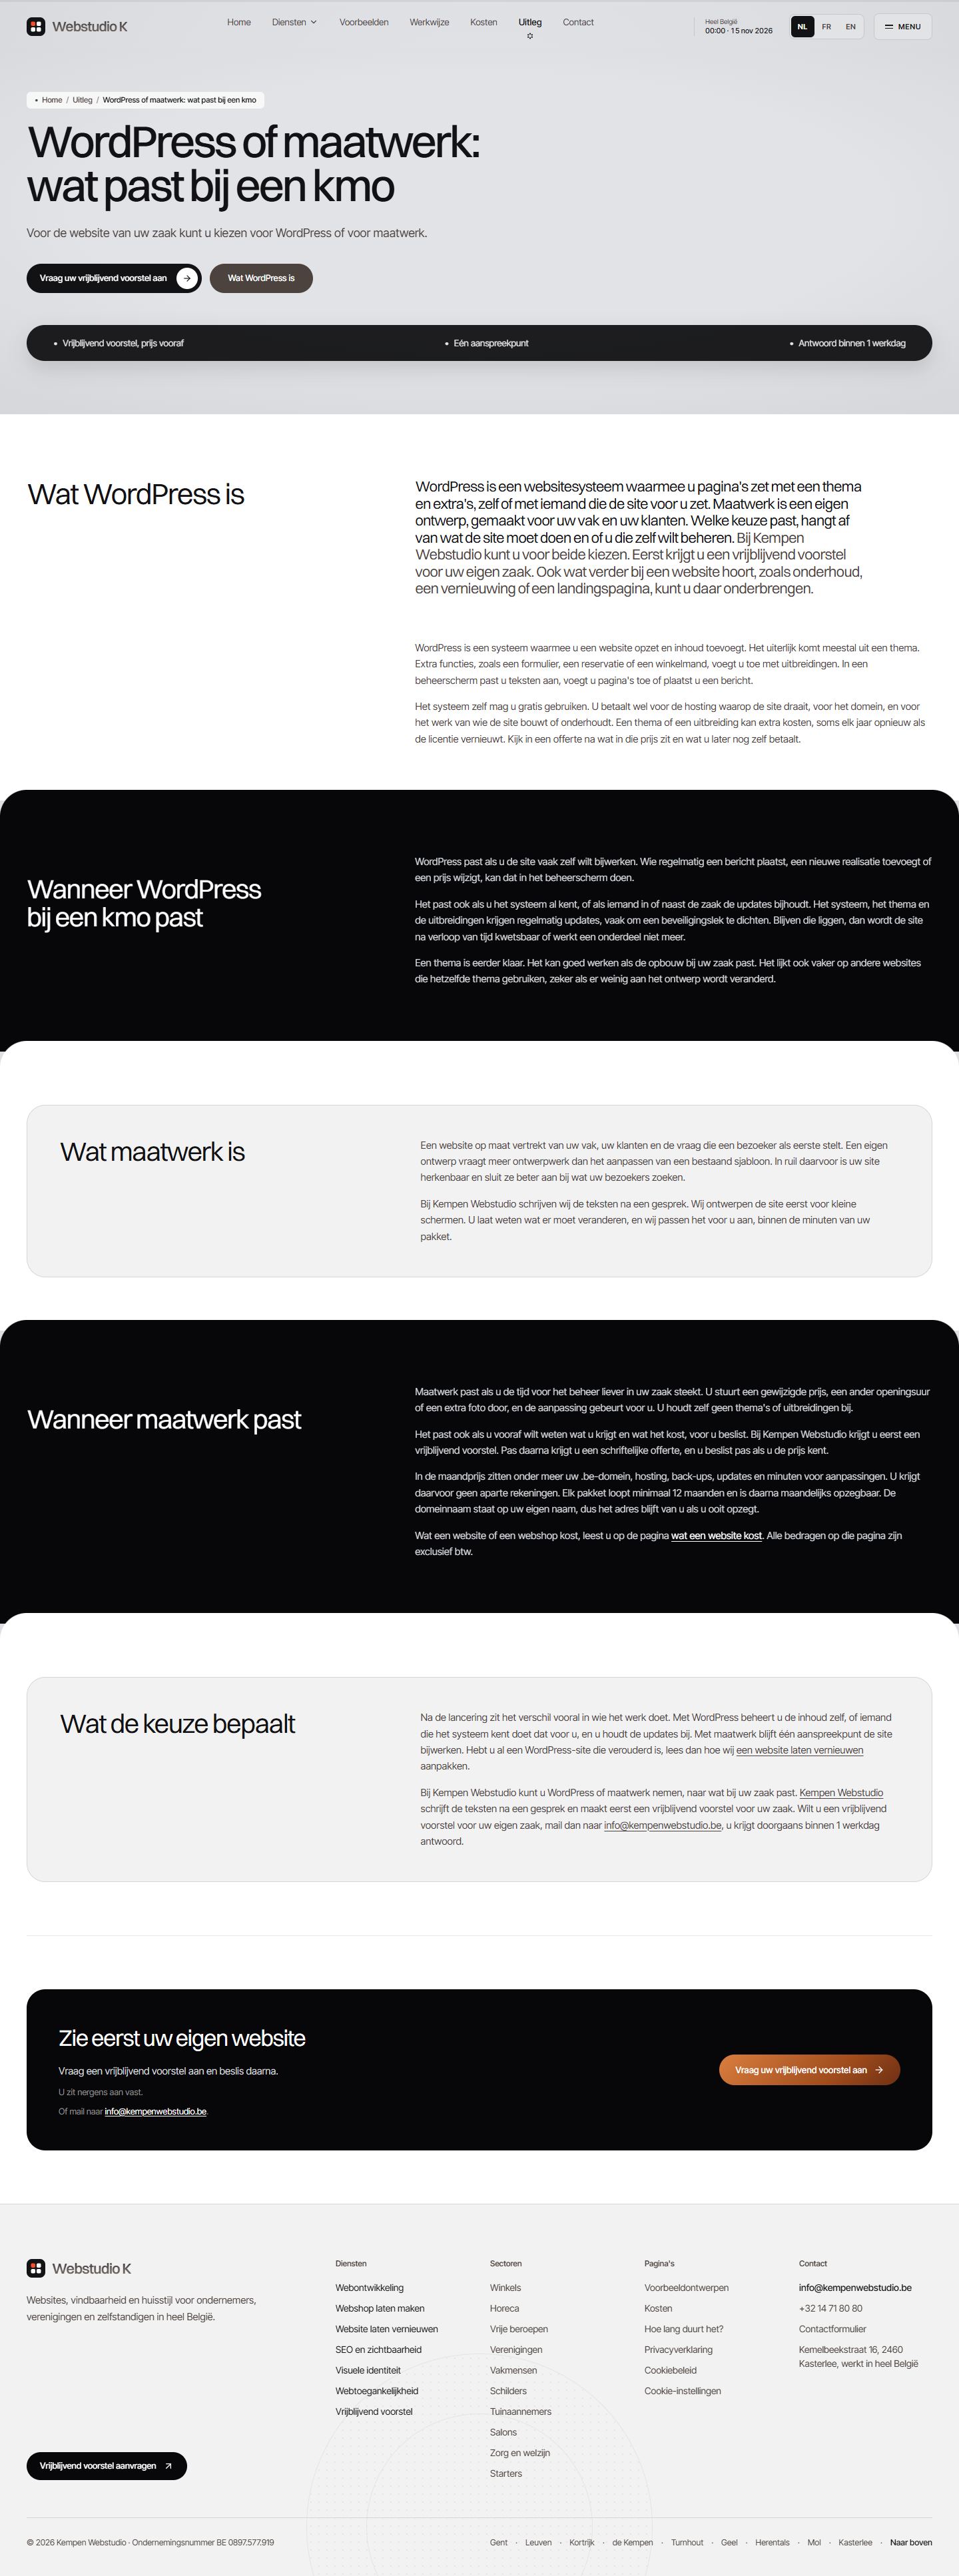 Webstudio K
Home
Diensten
Voorbeelden
Werkwijze
Kosten
Uitleg
Contact
Heel België
00:00 · 15 nov 2026
NL
FR
EN
MENU
• Home / Uitleg / WordPress of maatwerk: wat past bij een kmo
WordPress of maatwerk:
wat past bij een kmo
Voor de website van uw zaak kunt u kiezen voor WordPress of voor maatwerk.
Vraag uw vrijblijvend voorstel aan
Wat WordPress is
• Vrijblijvend voorstel, prijs vooraf
• Eén aanspreekpunt
• Antwoord binnen 1 werkdag
Wat WordPress is
WordPress is een websitesysteem waarmee u pagina's zet met een thema
en extra's, zelf of met iemand die de site voor u zet. Maatwerk is een eigen
ontwerp, gemaakt voor uw vak en uw klanten. Welke keuze past, hangt af
van wat de site moet doen en of u die zelf wilt beheren. Bij Kempen
Webstudio kunt u voor beide kiezen. Eerst krijgt u een vrijblijvend voorstel
voor uw eigen zaak. Ook wat verder bij een website hoort, zoals onderhoud,
een vernieuwing of een landingspagina, kunt u daar onderbrengen.
WordPress is een systeem waarmee u een website opzet en inhoud toevoegt. Het uiterlijk komt meestal uit een thema.
Extra functies, zoals een formulier, een reservatie of een winkelmand, voegt u toe met uitbreidingen. In een
beheerscherm past u teksten aan, voegt u pagina's toe of plaatst u een bericht.
Het systeem zelf mag u gratis gebruiken. U betaalt wel voor de hosting waarop de site draait, voor het domein, en voor
het werk van wie de site bouwt of onderhoudt. Een thema of een uitbreiding kan extra kosten, soms elk jaar opnieuw als
de licentie vernieuwt. Kijk in een offerte na wat in die prijs zit en wat u later nog zelf betaalt.
Wanneer WordPress
bij een kmo past
WordPress past als u de site vaak zelf wilt bijwerken. Wie regelmatig een bericht plaatst, een nieuwe realisatie toevoegt of
een prijs wijzigt, kan dat in het beheerscherm doen.
Het past ook als u het systeem al kent, of als iemand in of naast de zaak de updates bijhoudt. Het systeem, het thema en
de uitbreidingen krijgen regelmatig updates, vaak om een beveiligingslek te dichten. Blijven die liggen, dan wordt de site
na verloop van tijd kwetsbaar of werkt een onderdeel niet meer.
Een thema is eerder klaar. Het kan goed werken als de opbouw bij uw zaak past. Het lijkt ook vaker op andere websites
die hetzelfde thema gebruiken, zeker als er weinig aan het ontwerp wordt veranderd.
Wat maatwerk is
Een website op maat vertrekt van uw vak, uw klanten en de vraag die een bezoeker als eerste stelt. Een eigen
ontwerp vraagt meer ontwerpwerk dan het aanpassen van een bestaand sjabloon. In ruil daarvoor is uw site
herkenbaar en sluit ze beter aan bij wat uw bezoekers zoeken.
Bij Kempen Webstudio schrijven wij de teksten na een gesprek. Wij ontwerpen de site eerst voor kleine
schermen. U laat weten wat er moet veranderen, en wij passen het voor u aan, binnen de minuten van uw
pakket.
Wanneer maatwerk past
Maatwerk past als u de tijd voor het beheer liever in uw zaak steekt. U stuurt een gewijzigde prijs, een ander openingsuur
of een extra foto door, en de aanpassing gebeurt voor u. U houdt zelf geen thema's of uitbreidingen bij.
Het past ook als u vooraf wilt weten wat u krijgt en wat het kost, voor u beslist. Bij Kempen Webstudio krijgt u eerst een
vrijblijvend voorstel. Pas daarna krijgt u een schriftelijke offerte, en u beslist pas als u de prijs kent.
In de maandprijs zitten onder meer uw .be-domein, hosting, back-ups, updates en minuten voor aanpassingen. U krijgt
daarvoor geen aparte rekeningen. Elk pakket loopt minimaal 12 maanden en is daarna maandelijks opzegbaar. De
domeinnaam staat op uw eigen naam, dus het adres blijft van u als u ooit opzegt.
Wat een website of een webshop kost, leest u op de pagina wat een website kost. Alle bedragen op die pagina zijn
exclusief btw.
Wat de keuze bepaalt
Na de lancering zit het verschil vooral in wie het werk doet. Met WordPress beheert u de inhoud zelf, of iemand
die het systeem kent doet dat voor u, en u houdt de updates bij. Met maatwerk blijft één aanspreekpunt de site
bijwerken. Hebt u al een WordPress-site die verouderd is, lees dan hoe wij een website laten vernieuwen
aanpakken.
Bij Kempen Webstudio kunt u WordPress of maatwerk nemen, naar wat bij uw zaak past. Kempen Webstudio
schrijft de teksten na een gesprek en maakt eerst een vrijblijvend voorstel voor uw zaak. Wilt u een vrijblijvend
voorstel voor uw eigen zaak, mail dan naar info@kempenwebstudio.be, u krijgt doorgaans binnen 1 werkdag
antwoord.
Zie eerst uw eigen website
Vraag een vrijblijvend voorstel aan en beslis daarna.
U zit nergens aan vast.
Of mail naar info@kempenwebstudio.be.
Vraag uw vrijblijvend voorstel aan
Webstudio K
Websites, vindbaarheid en huisstijl voor ondernemers,
verenigingen en zelfstandigen in heel België.
Vrijblijvend voorstel aanvragen
Diensten
Webontwikkeling
Webshop laten maken
Website laten vernieuwen
SEO en zichtbaarheid
Visuele identiteit
Webtoegankelijkheid
Vrijblijvend voorstel
Sectoren
Winkels
Horeca
Vrije beroepen
Verenigingen
Vakmensen
Schilders
Tuinaannemers
Salons
Zorg en welzijn
Starters
Pagina's
Voorbeeldontwerpen
Kosten
Hoe lang duurt het?
Privacyverklaring
Cookiebeleid
Cookie-instellingen
Contact
info@kempenwebstudio.be
+32 14 71 80 80
Contactformulier
Kemelbeekstraat 16, 2460
Kasterlee, werkt in heel België
© 2026 Kempen Webstudio · Ondernemingsnummer BE 0897.577.919
Gent · Leuven · Kortrijk · de Kempen · Turnhout · Geel · Herentals · Mol · Kasterlee · Naar boven